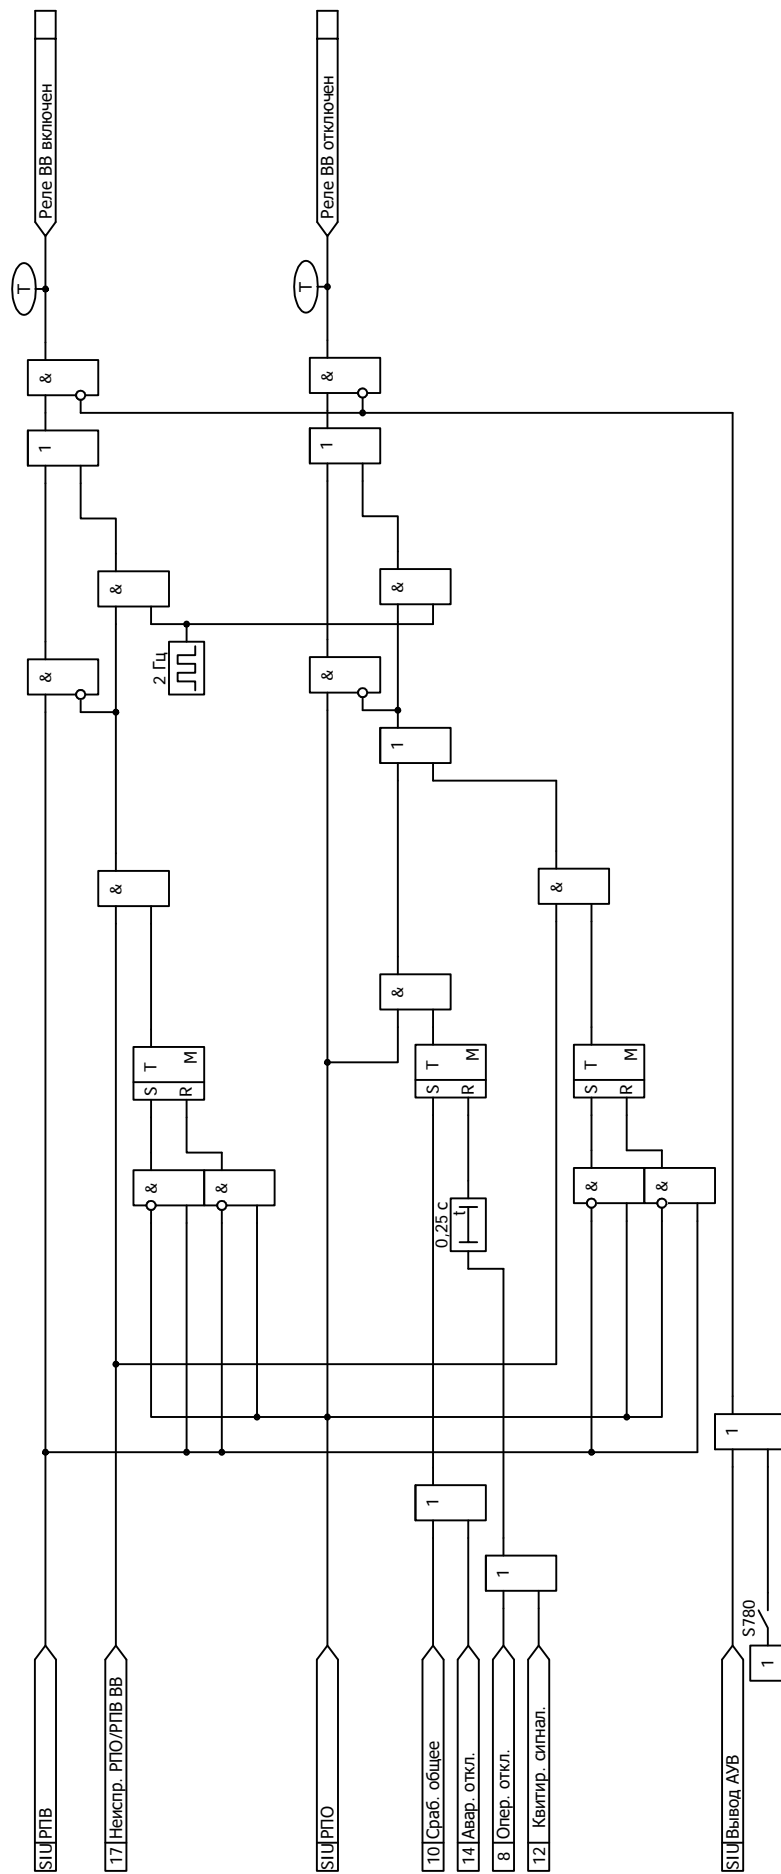 SIU РПВ
17 Неиспр. РПО/РПВ ВВ
SIU РПО
10 Сраб. общее
14 Авар. откл.
8 Опер. откл.
12 Квитир. сигнал.
SIU Вывод АУВ
1
S780
1
1
1
&
&
0,25 с
t
&
&
S T
R M
S T
R M
S T
R M
&
&
&
1
&
&
2 Гц
&
&
1
1
&
&
T
T
Реле ВВ включен
Реле ВВ отключен